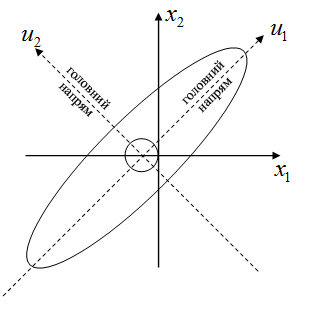 x₂
u₂
u₁
головний
напрям
головний
напрям
x₁